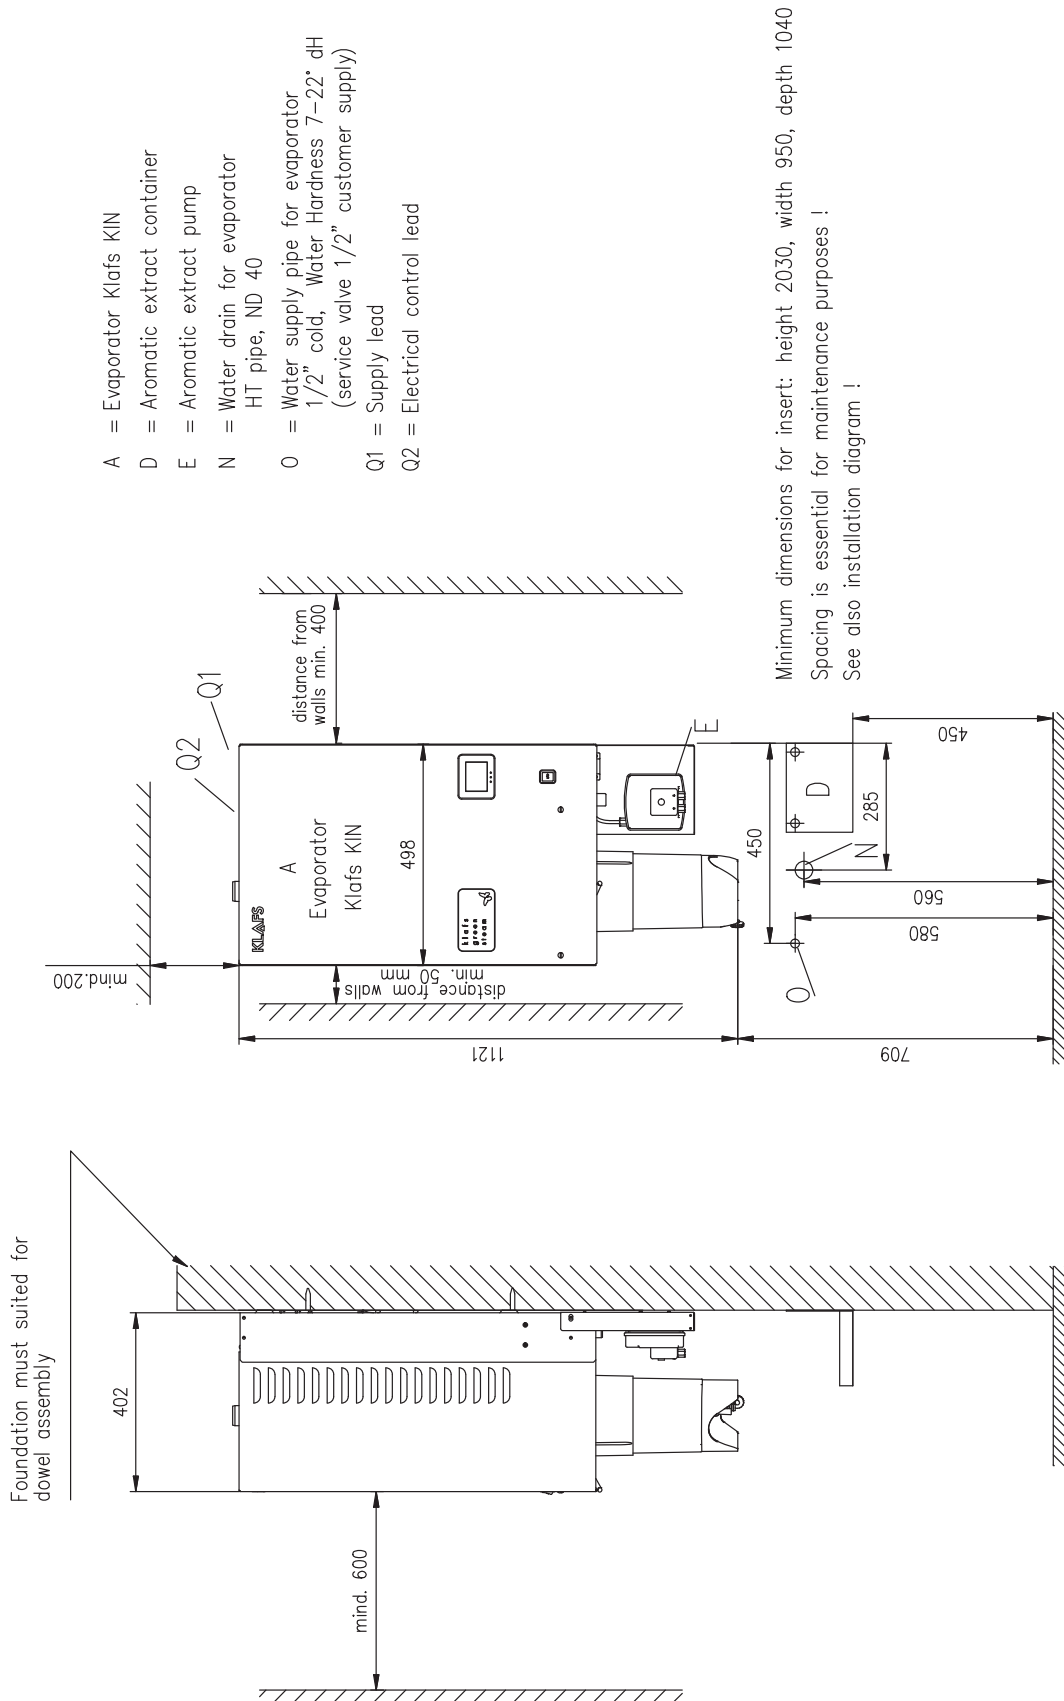 Foundation must suited for
dowel assembly
402
mind. 600
mind.200
Q2
Q1
KLAFS
A
Evaporator
Klafs KIN
498
klafs
green
steam
distance from walls
min. 50 mm
distance from
walls min. 400
E
1121
709
O
N
D
450
285
450
560
580
A = Evaporator Klafs KIN
D = Aromatic extract container
E = Aromatic extract pump
N = Water drain for evaporator
HT pipe, ND 40
O = Water supply pipe for evaporator
1/2" cold, Water Hardness 7-22° dH
(service valve 1/2" customer supply)
Q1 = Supply lead
Q2 = Electrical control lead
Minimum dimensions for insert: height 2030, width 950, depth 1040
Spacing is essential for maintenance purposes !
See also installation diagram !